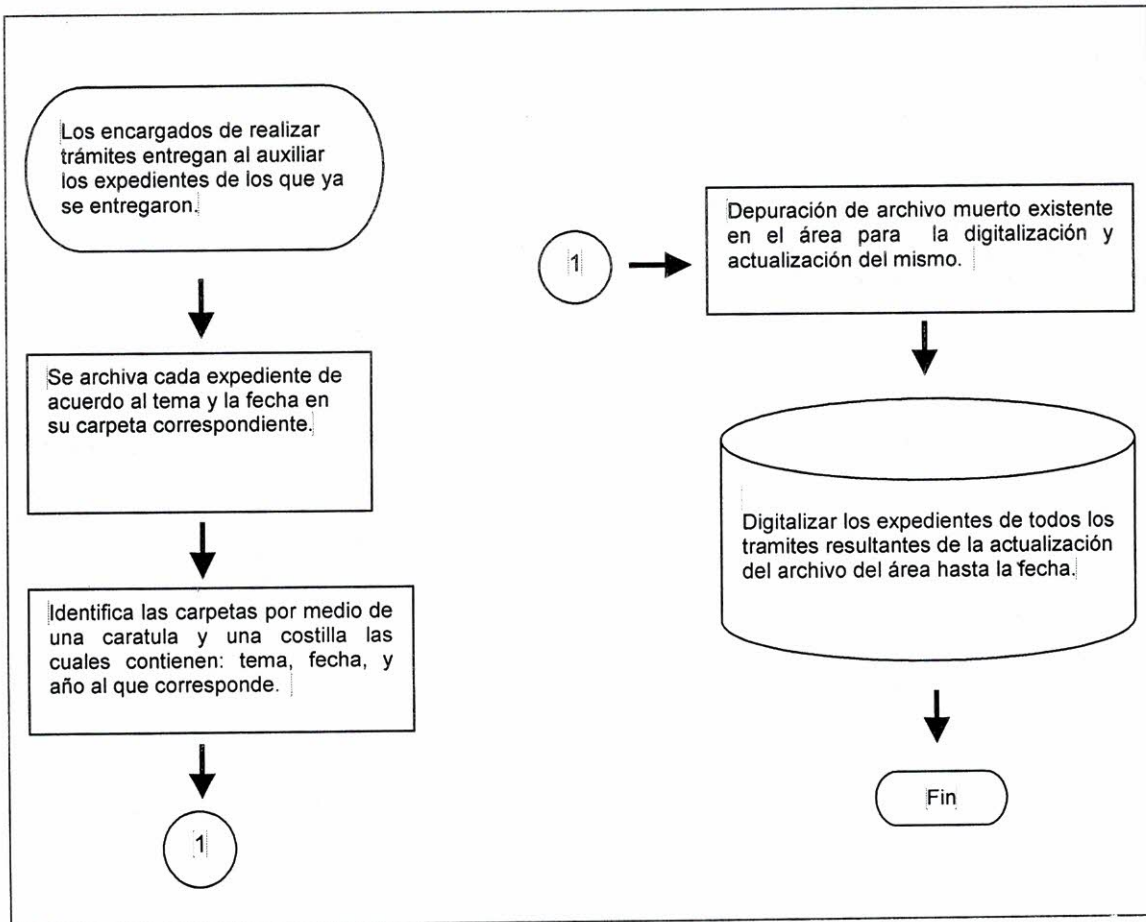 Los encargados de realizar
trámites entregan al auxiliar
los expedientes de los que ya
se entregaron.
Se archiva cada expediente de
acuerdo al tema y la fecha en
su carpeta correspondiente.
Identifica las carpetas por medio de
una caratula y una costilla las
cuales contienen: tema, fecha, y
año al que corresponde.
1
1
Depuración de archivo muerto existente
en el área para la digitalización y
actualización del mismo.
Digitalizar los expedientes de todos los
tramites resultantes de la actualización
del archivo del área hasta la fecha.
Fin